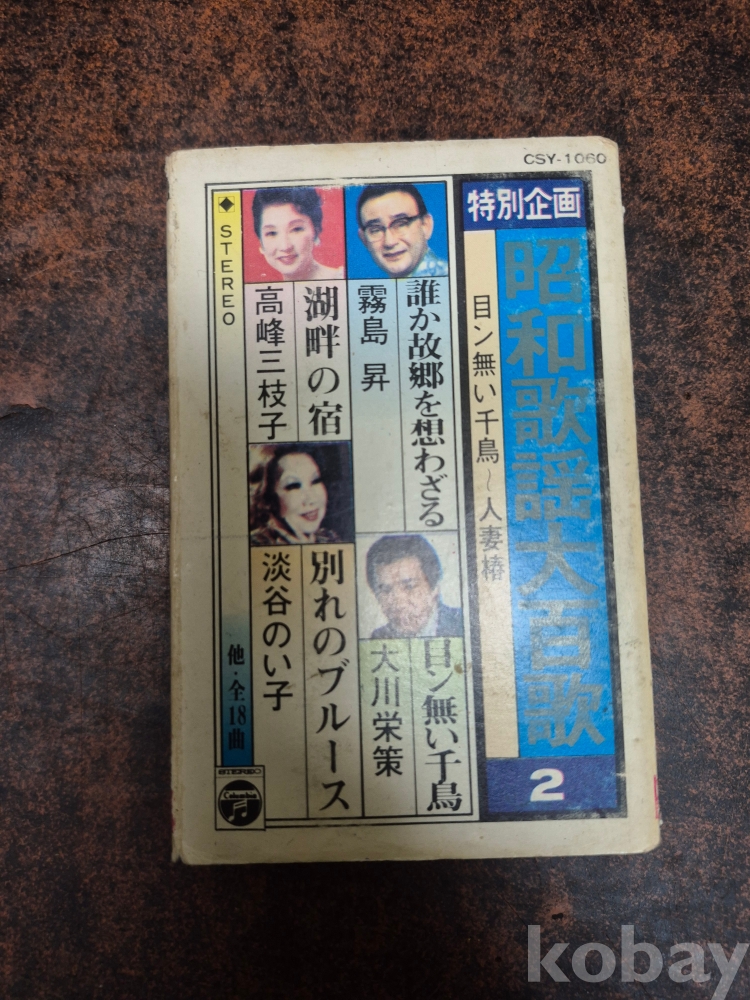 CSY-1060
特別企画
昭和歌謡大百歌
2
目ン無い千鳥~人妻椿
誰か故郷を想わざる
霧島昇
目ン無い千鳥
大川栄策
湖畔の宿
高峰三枝子
別れのブルース
淡谷のい子
STEREO
他・全18曲
STEREO
Columbia
kobay